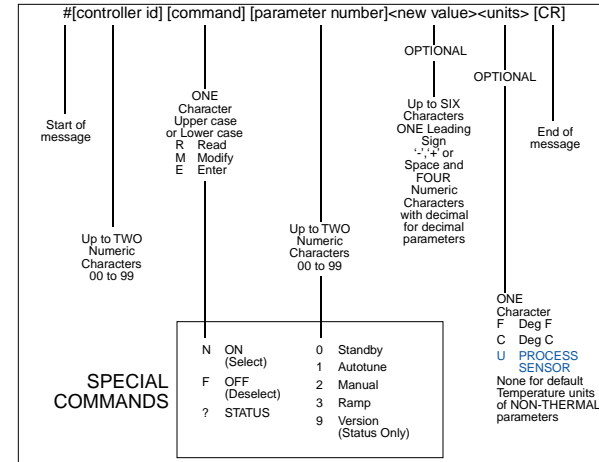 #[controller id] [command] [parameter number]<new value><units> [CR]
Start of
message
Up to TWO
Numeric
Characters
00 to 99
ONE
Character
Upper case
or Lower case
R Read
M Modify
E Enter
Up to TWO
Numeric
Characters
00 to 99
OPTIONAL
Up to SIX
Characters
ONE Leading
Sign
'-','+' or
Space and
FOUR
Numeric
Characters
with decimal
for decimal
parameters
OPTIONAL
ONE
Character
F Deg F
C Deg C
U PROCESS
SENSOR
None for default
Temperature units
of NON-THERMAL
parameters
End of
message
SPECIAL
COMMANDS
N ON
(Select)
F OFF
(Deselect)
? STATUS
0 Standby
1 Autotune
2 Manual
3 Ramp
9 Version
(Status Only)